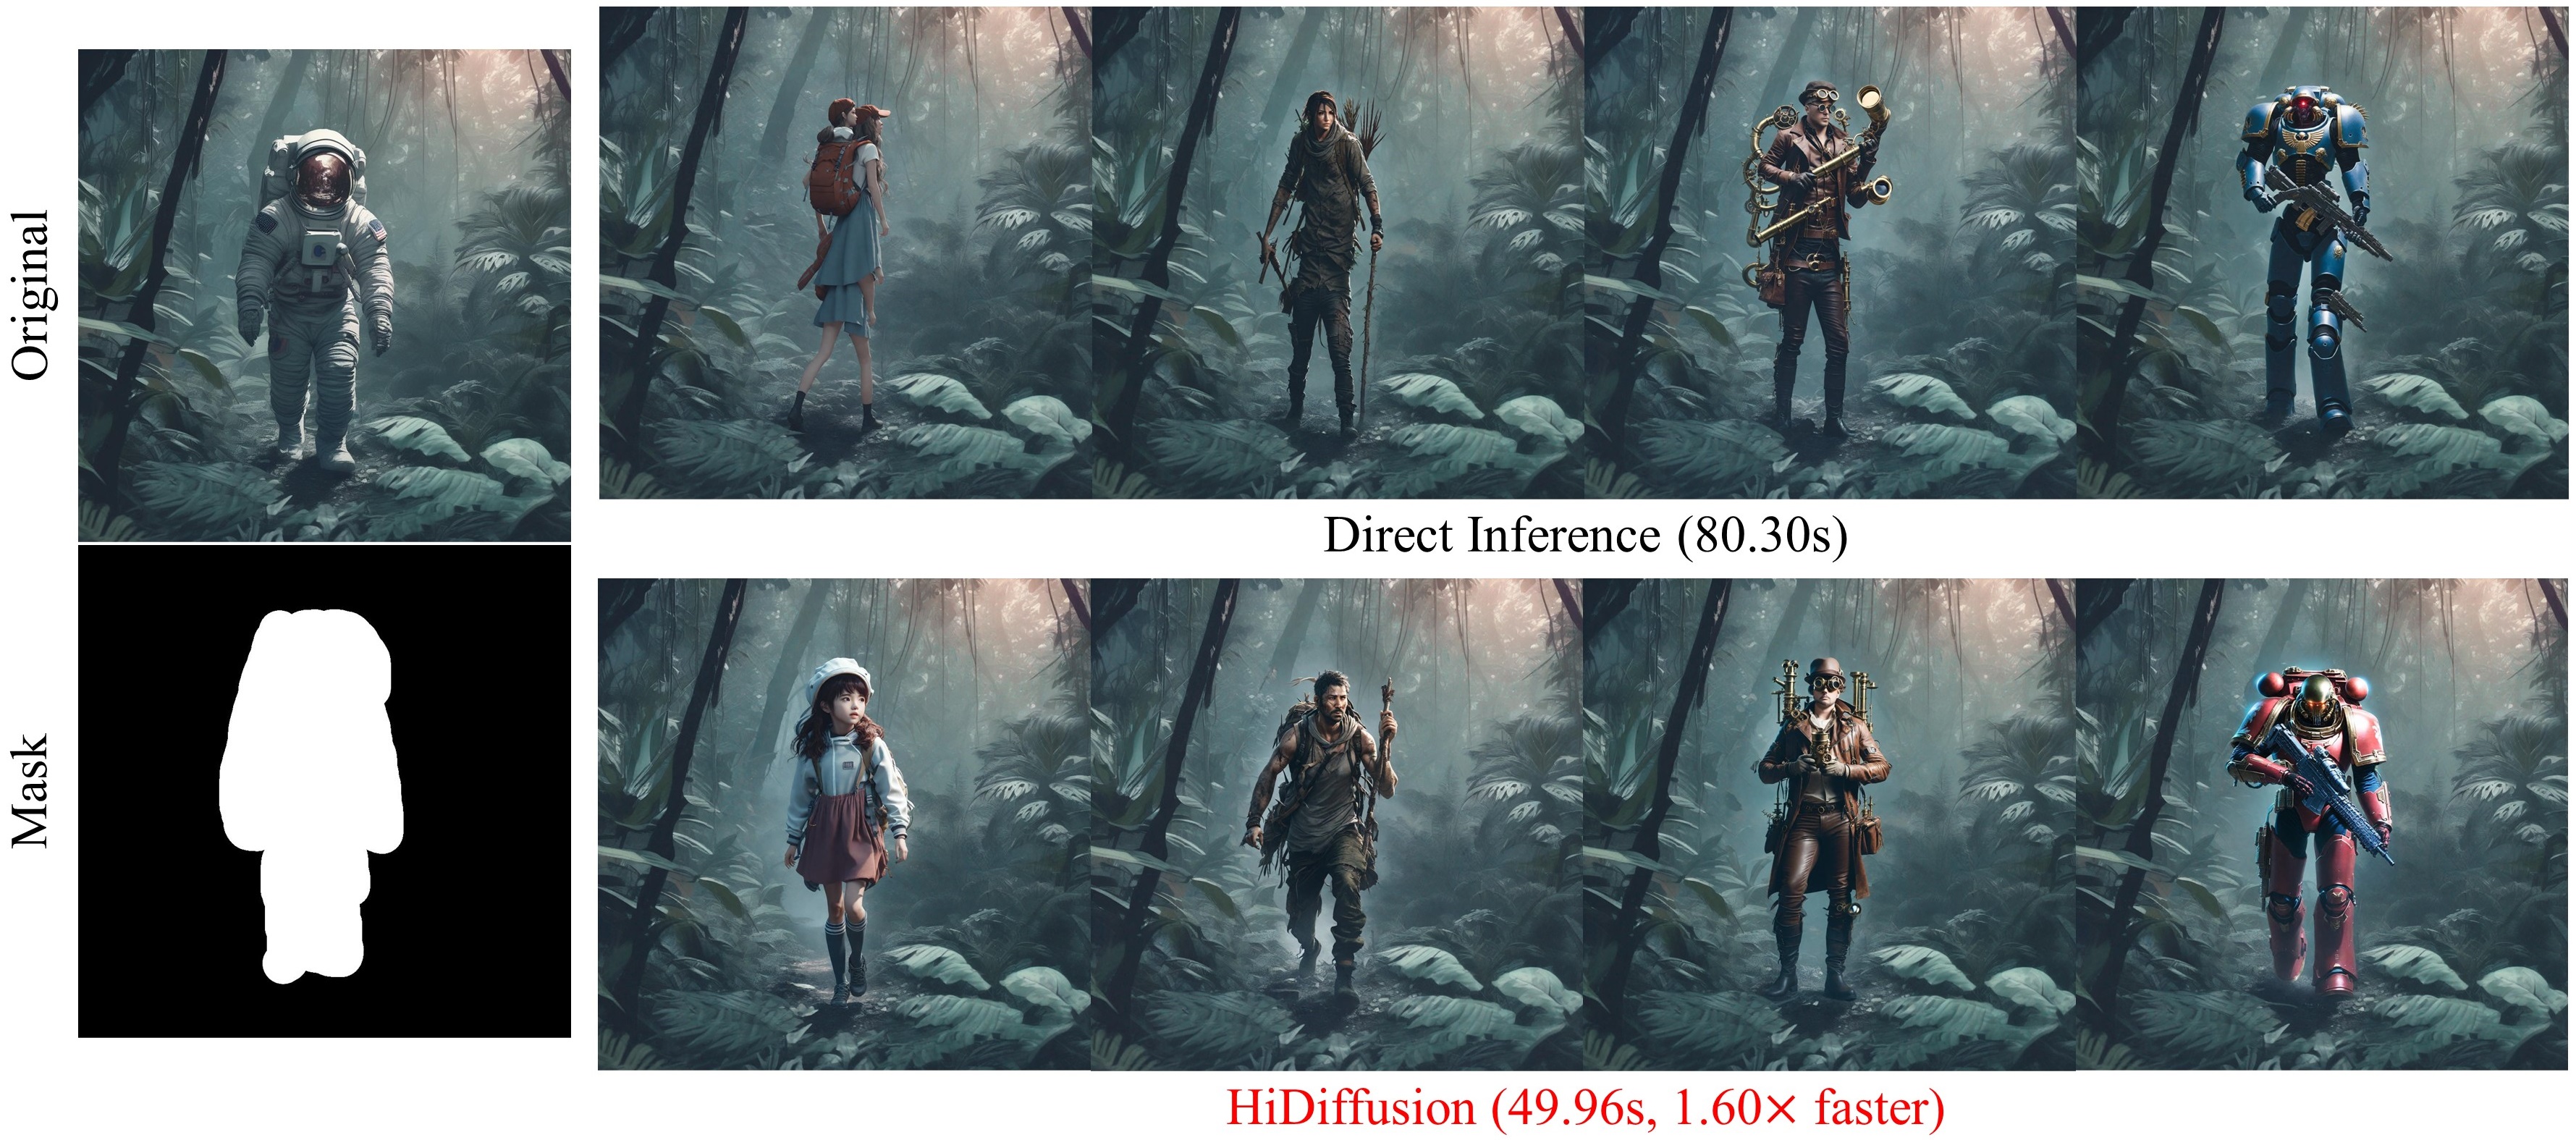 Original
Direct Inference (80.30s)
Mask
HiDiffusion (49.96s, 1.60× faster)